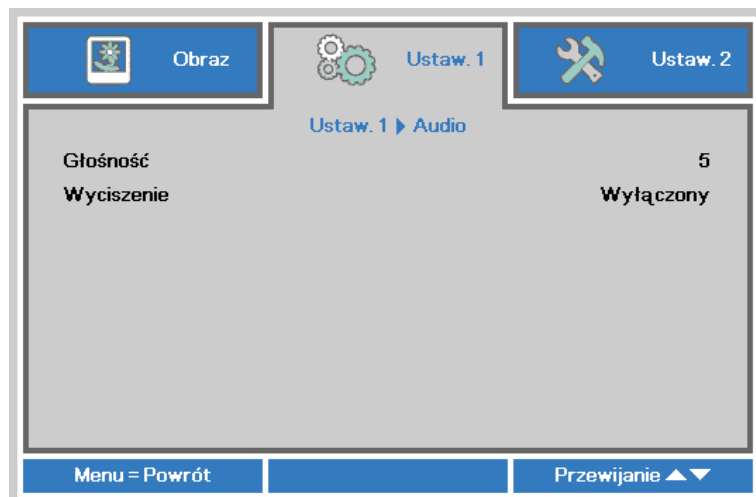 Obraz
Ustaw. 1
Ustaw. 2
Ustaw. 1 ▶ Audio
Głośność 5
Wyciszenie Wyłączony
Menu = Powrót
Przewijanie ▲▼